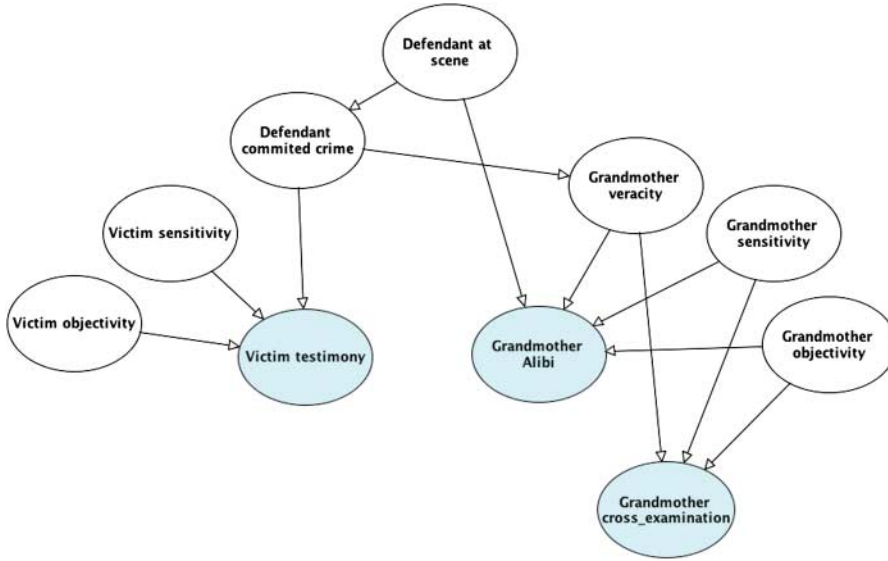 Defendant at
scene
Defendant
commited crime
Grandmother
veracity
Victim sensitivity
Grandmother
sensitivity
Victim objectivity
Victim testimony
Grandmother
Alibi
Grandmother
objectivity
Grandmother
cross_examination